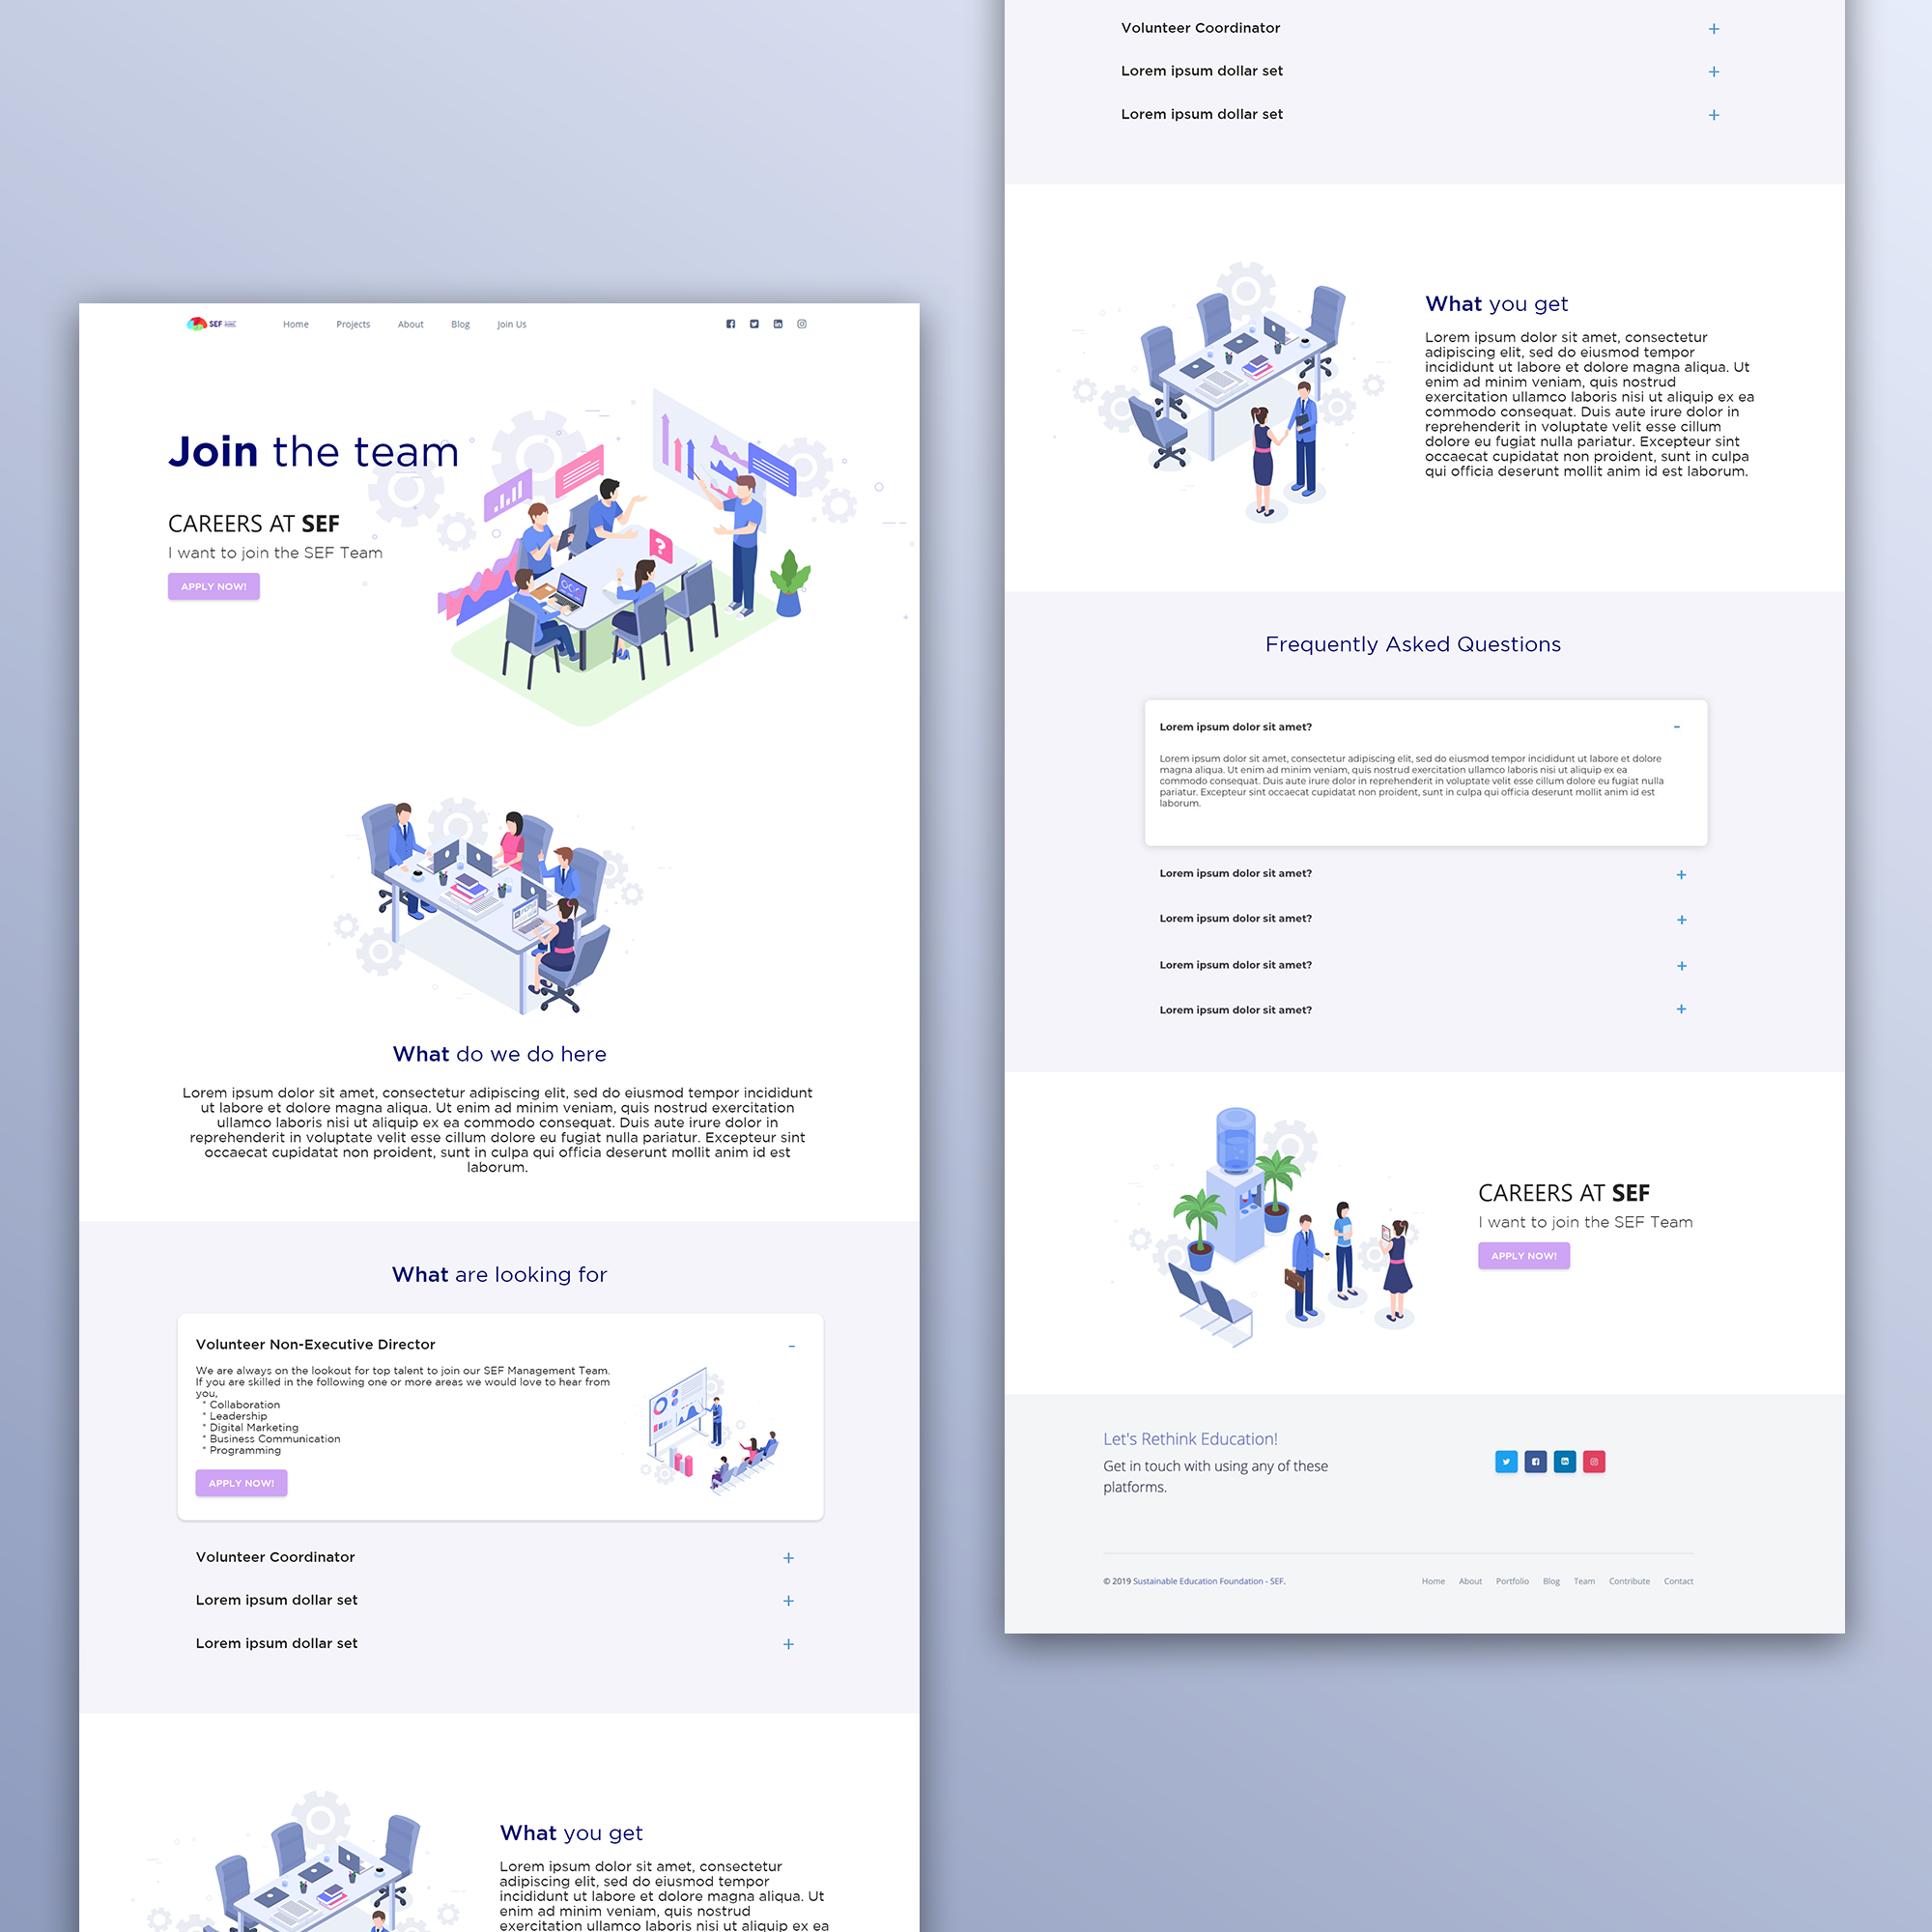 SEF
Home Projects About Blog Join Us
Join the team
CAREERS AT SEF
I want to join the SEF Team
APPLY NOW!
?
What do we do here
Lorem ipsum dolor sit amet, consectetur adipiscing elit, sed do eiusmod tempor incididunt
ut labore et dolore magna aliqua. Ut enim ad minim veniam, quis nostrud exercitation
ullamco laboris nisi ut aliquip ex ea commodo consequat. Duis aute irure dolor in
reprehenderit in voluptate velit esse cillum dolore eu fugiat nulla pariatur. Excepteur sint
occaecat cupidatat non proident, sunt in culpa qui officia deserunt mollit anim id est
laborum.
What are looking for
Volunteer Non-Executive Director -
We are always on the lookout for top talent to join our SEF Management Team.
If you are skilled in the following one or more areas we would love to hear from
you,
* Collaboration
* Leadership
* Digital Marketing
* Business Communication
* Programming
APPLY NOW!
Volunteer Coordinator +
Lorem ipsum dollar set +
Lorem ipsum dollar set +
What you get
Lorem ipsum dolor sit amet, consectetur
adipiscing elit, sed do eiusmod tempor
incididunt ut labore et dolore magna aliqua. Ut
enim ad minim veniam, quis nostrud
exercitation ullamco laboris nisi ut aliquip ex ea
Volunteer Coordinator +
Lorem ipsum dollar set +
Lorem ipsum dollar set +
What you get
Lorem ipsum dolor sit amet, consectetur
adipiscing elit, sed do eiusmod tempor
incididunt ut labore et dolore magna aliqua. Ut
enim ad minim veniam, quis nostrud
exercitation ullamco laboris nisi ut aliquip ex ea
commodo consequat. Duis aute irure dolor in
reprehenderit in voluptate velit esse cillum
dolore eu fugiat nulla pariatur. Excepteur sint
occaecat cupidatat non proident, sunt in culpa
qui officia deserunt mollit anim id est laborum.
Frequently Asked Questions
Lorem ipsum dolor sit amet? -
Lorem ipsum dolor sit amet, consectetur adipiscing elit, sed do eiusmod tempor incididunt ut labore et dolore
magna aliqua. Ut enim ad minim veniam, quis nostrud exercitation ullamco laboris nisi ut aliquip ex ea
commodo consequat. Duis aute irure dolor in reprehenderit in voluptate velit esse cillum dolore eu fugiat nulla
pariatur. Excepteur sint occaecat cupidatat non proident, sunt in culpa qui officia deserunt mollit anim id est
laborum.
Lorem ipsum dolor sit amet? +
Lorem ipsum dolor sit amet? +
Lorem ipsum dolor sit amet? +
Lorem ipsum dolor sit amet? +
CAREERS AT SEF
I want to join the SEF Team
APPLY NOW!
Let's Rethink Education!
Get in touch with using any of these
platforms.
© 2019 Sustainable Education Foundation - SEF.
Home About Portfolio Blog Team Contribute Contact